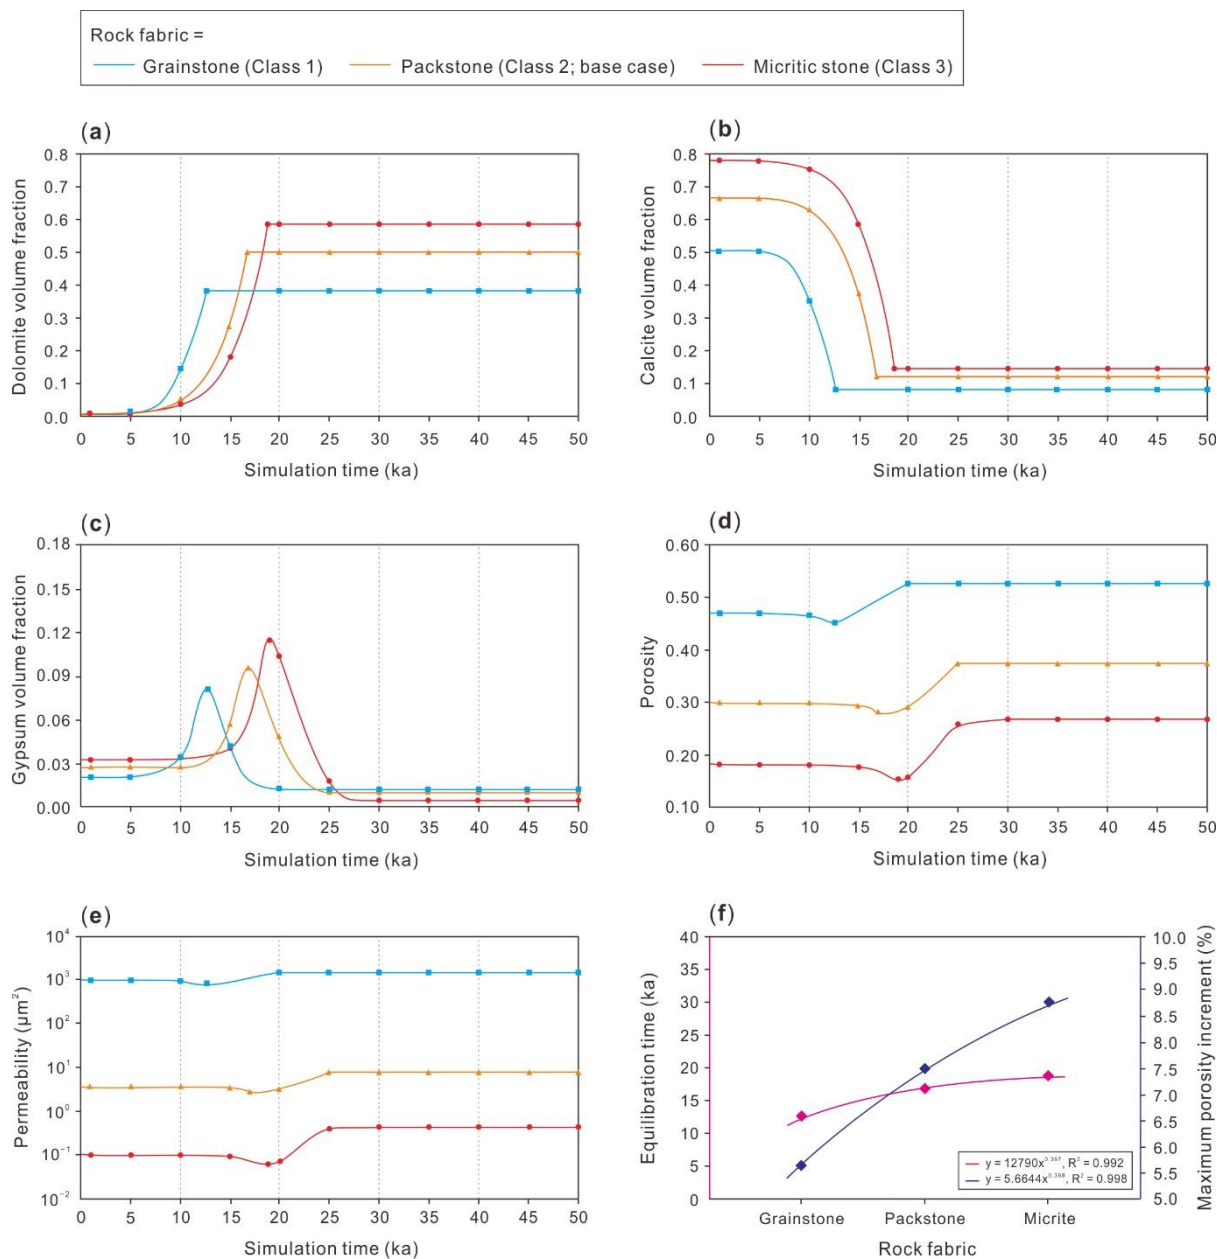 Rock fabric =
Grainstone (Class 1) Packstone (Class 2; base case) Micritic stone (Class 3)
(a)
Dolomite volume fraction
0.8
0.7
0.6
0.5
0.4
0.3
0.2
0.1
0.0
0 5 10 15 20 25 30 35 40 45 50
Simulation time (ka)
(b)
Calcite volume fraction
0.8
0.7
0.6
0.5
0.4
0.3
0.2
0.1
0.0
0 5 10 15 20 25 30 35 40 45 50
Simulation time (ka)
(c)
Gypsum volume fraction
0.18
0.15
0.12
0.09
0.06
0.03
0.00
0 5 10 15 20 25 30 35 40 45 50
Simulation time (ka)
(d)
Porosity
0.60
0.50
0.40
0.30
0.20
0.10
0 5 10 15 20 25 30 35 40 45 50
Simulation time (ka)
(e)
Permeability (μm²)
10⁴
10³
10²
10¹
10⁰
10⁻¹
10⁻²
0 5 10 15 20 25 30 35 40 45 50
Simulation time (ka)
(f)
Equilibration time (ka)
40
35
30
25
20
15
10
5
0
Maximum porosity increment (%)
10.0
9.0
8.5
8.0
7.5
7.0
6.5
6.0
5.5
5.0
y = 12790x , R² = 0.992
y = 5.6644x , R² = 0.998
Grainstone Packstone Micrite
Rock fabric